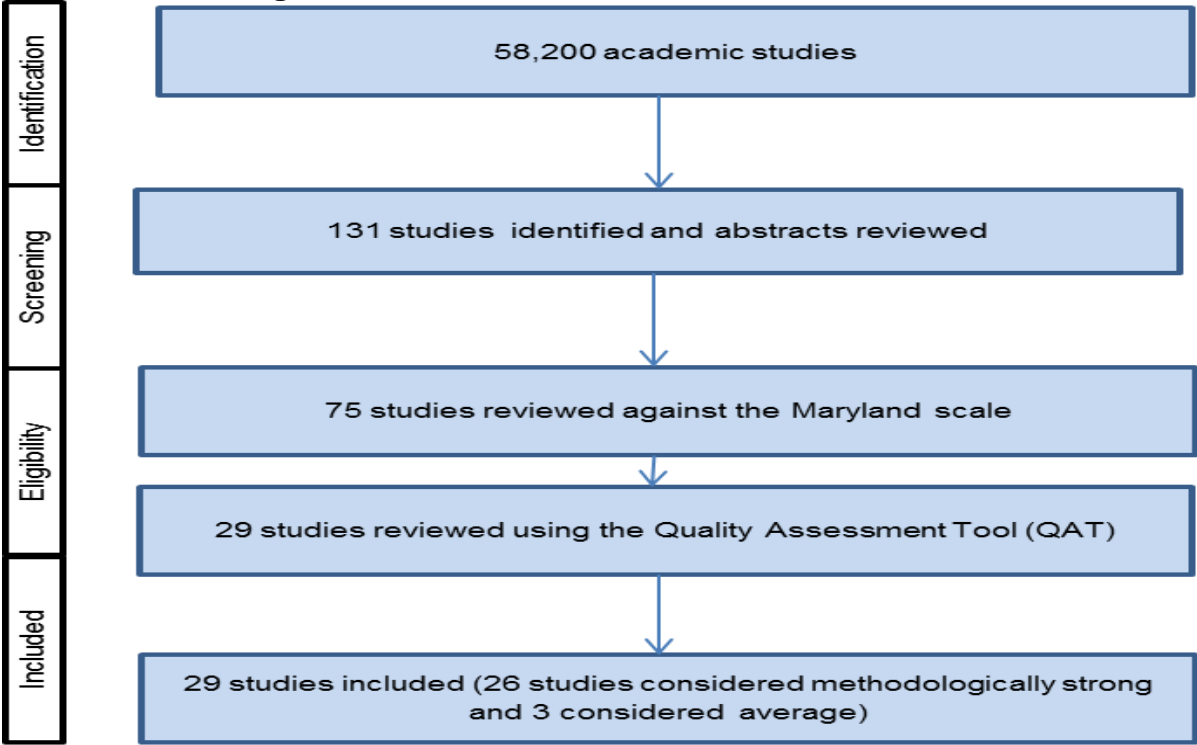 Identification
58,200 academic studies
Screening
131 studies identified and abstracts reviewed
Eligibility
75 studies reviewed against the Maryland scale
29 studies reviewed using the Quality Assessment Tool (QAT)
Included
29 studies included (26 studies considered methodologically strong
and 3 considered average)